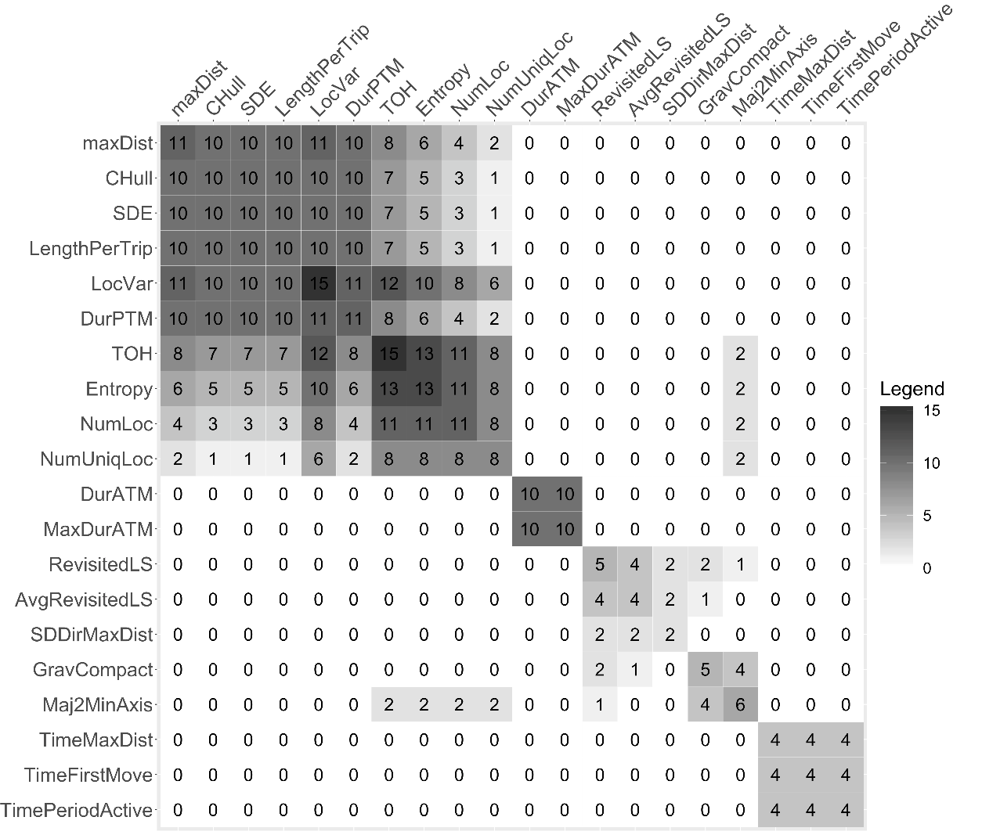 maxDist CHull SDE LengthPerTrip LocVar DurPTM TOH Entropy NumLoc NumUniqLoc DurATM MaxDurATM RevisitedLS AvgRevisitedLS SDDirMaxDist GravCompact Maj2MinAxis TimeMaxDist TimeFirstMove TimePeriodActive
maxDist 11 10 10 10 11 10 8 6 4 2 0 0 0 0 0 0 0 0 0 0
CHull 10 10 10 10 10 10 7 5 3 1 0 0 0 0 0 0 0 0 0 0
SDE 10 10 10 10 10 10 7 5 3 1 0 0 0 0 0 0 0 0 0 0
LengthPerTrip 10 10 10 10 10 10 7 5 3 1 0 0 0 0 0 0 0 0 0 0
LocVar 11 10 10 10 15 11 12 10 8 6 0 0 0 0 0 0 0 0 0 0
DurPTM 10 10 10 10 11 11 8 6 4 2 0 0 0 0 0 0 0 0 0 0
TOH 8 7 7 7 12 8 15 13 11 8 0 0 0 0 0 0 2 0 0 0
Entropy 6 5 5 5 10 6 13 13 11 8 0 0 0 0 0 0 2 0 0 0
NumLoc 4 3 3 3 8 4 11 11 11 8 0 0 0 0 0 0 2 0 0 0
NumUniqLoc 2 1 1 1 6 2 8 8 8 8 0 0 0 0 0 0 2 0 0 0
DurATM 0 0 0 0 0 0 0 0 0 0 10 10 0 0 0 0 0 0 0 0
MaxDurATM 0 0 0 0 0 0 0 0 0 0 10 10 0 0 0 0 0 0 0 0
RevisitedLS 0 0 0 0 0 0 0 0 0 0 0 0 5 4 2 2 1 0 0 0
AvgRevisitedLS 0 0 0 0 0 0 0 0 0 0 0 0 4 4 2 1 0 0 0 0
SDDirMaxDist 0 0 0 0 0 0 0 0 0 0 0 0 2 2 2 0 0 0 0 0
GravCompact 0 0 0 0 0 0 0 0 0 0 0 0 2 1 0 5 4 0 0 0
Maj2MinAxis 0 0 0 0 0 0 2 2 2 2 0 0 1 0 0 4 6 0 0 0
TimeMaxDist 0 0 0 0 0 0 0 0 0 0 0 0 0 0 0 0 0 4 4 4
TimeFirstMove 0 0 0 0 0 0 0 0 0 0 0 0 0 0 0 0 0 4 4 4
TimePeriodActive 0 0 0 0 0 0 0 0 0 0 0 0 0 0 0 0 0 4 4 4
Legend
15
10
5
0